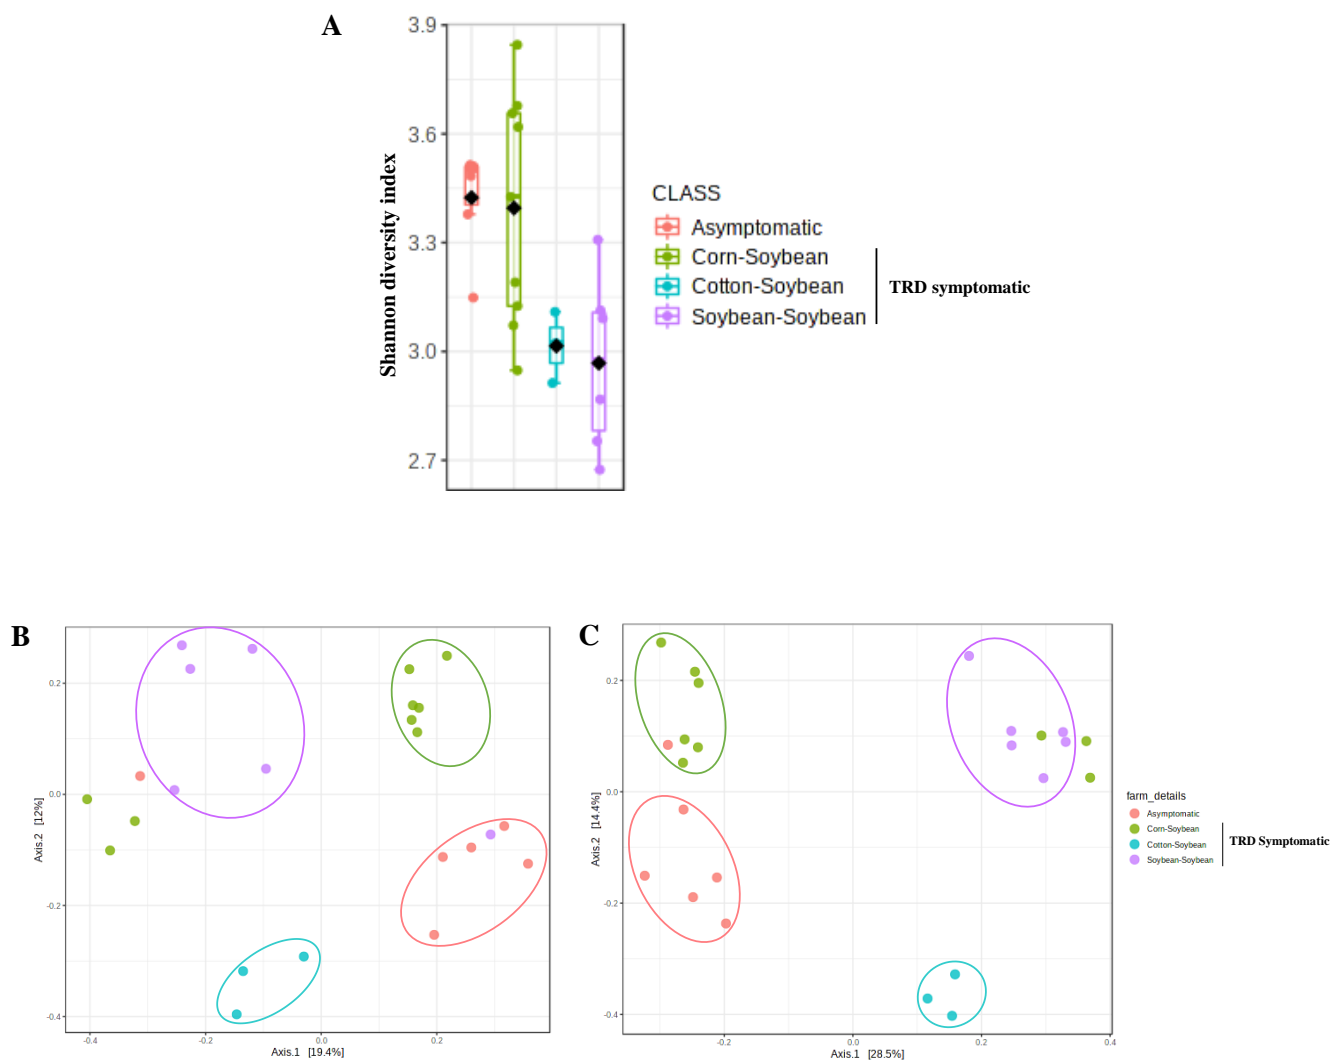 A
3.9
3.6
3.3
3.0
2.7
Shannon diversity index
CLASS
Asymptomatic
Corn-Soybean
Cotton-Soybean
Soybean-Soybean
TRD symptomatic
B
0.2
0.0
-0.2
-0.4
Axis.2 [12%]
-0.4
-0.2
0.0
0.2
Axis.1 [19.4%]
C
0.2
0.0
-0.2
-0.4
Axis.2 [14.4%]
-0.2
0.0
0.2
0.4
Axis.1 [28.5%]
farm_details
Asymptomatic
Corn-Soybean
Cotton-Soybean
Soybean-Soybean
TRD Symptomatic